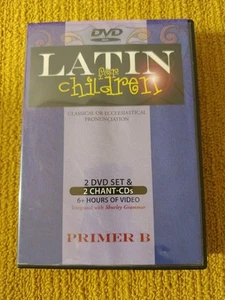 DVD
LATIN
for
children
CLASSICAL OR ECCLESIASTICAL
PRONUNCIATION
2 DVD SET &
2 CHANT-CDs
6+ HOURS OF VIDEO
Integrated with Shurley Grammar
PRIMER B